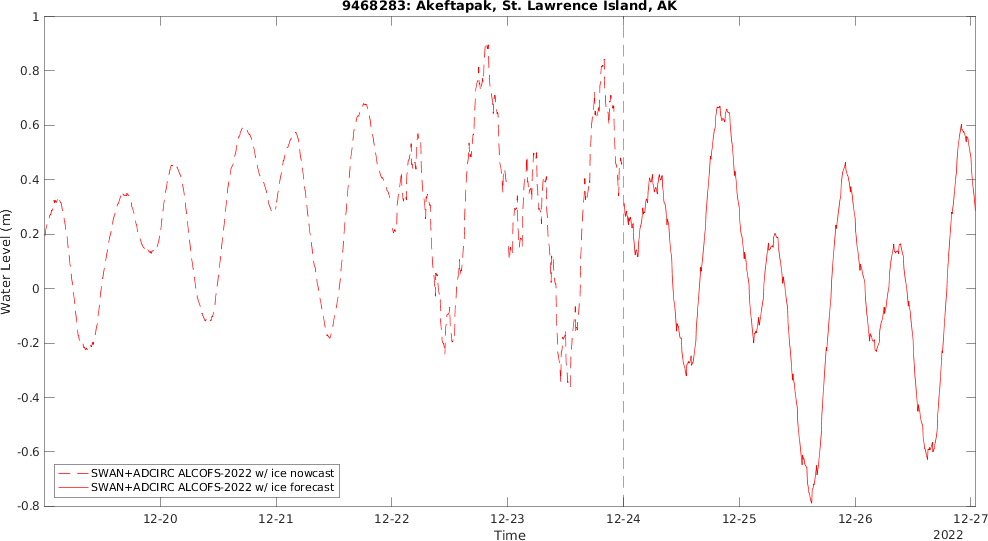 9468283: Akeftapak, St. Lawrence Island, AK
1
0.8
0.6
0.4
0.2
0
-0.2
-0.4
-0.6
-0.8
Water Level (m)
SWAN+ADCIRC ALCOFS-2022 w/ ice nowcast
SWAN+ADCIRC ALCOFS-2022 w/ ice forecast
12-20 12-21 12-22 12-23 12-24 12-25 12-26 12-27
Time
2022